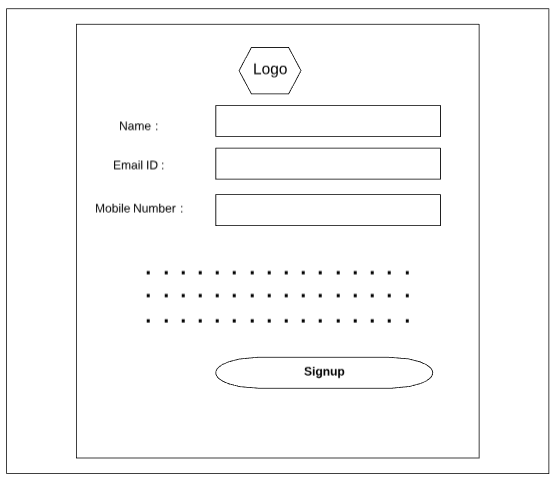 Logo
Name :
Email ID :
Mobile Number :
Signup